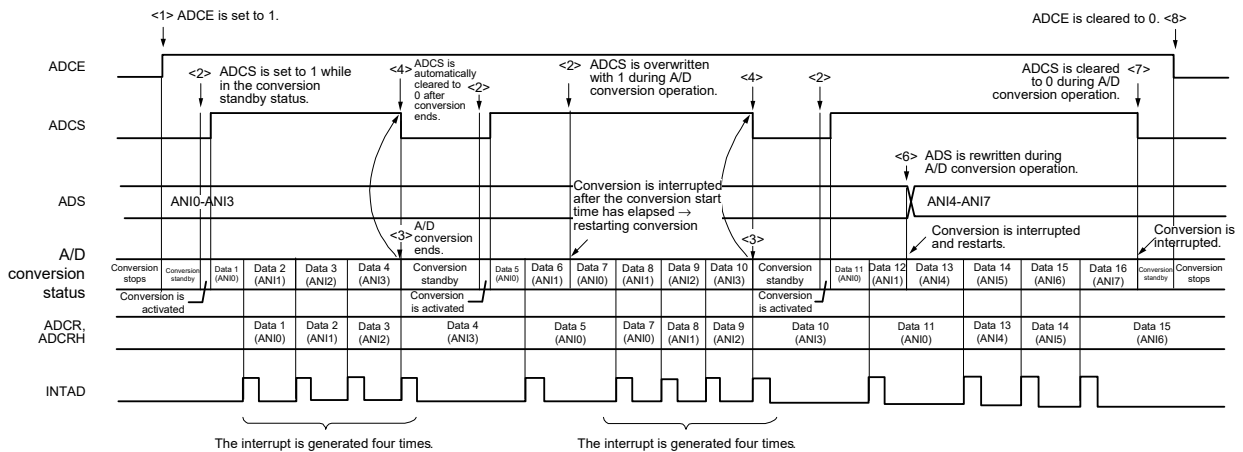 <1> ADCE is set to 1.
ADCE is cleared to 0. <8>
ADCE
<2> ADCS is set to 1 while
in the conversion
standby status.
<4> ADCS is
automatically
cleared to
0 after
conversion
ends.
<2>
<2> ADCS is overwritten
with 1 during A/D
conversion operation.
<4>
<2>
ADCS is cleared <7>
to 0 during A/D
conversion operation.
ADCS
<6> ADS is rewritten during
A/D conversion operation.
ADS
ANI0-ANI3
ANI4-ANI7
Conversion is interrupted
after the conversion start
time has elapsed →
restarting conversion
<3> A/D
conversion
ends.
<3>
Conversion is interrupted
and restarts.
Conversion is
interrupted.
A/D
conversion
status
Conversion
stops
Conversion
standby
Data 1
(ANI0)
Data 2
(ANI1)
Data 3
(ANI2)
Data 4
(ANI3)
Conversion
standby
Data 5
(ANI0)
Data 6
(ANI1)
Data 7
(ANI0)
Data 8
(ANI1)
Data 9
(ANI2)
Data 10
(ANI3)
Conversion
standby
Data 11
(ANI0)
Data 12
(ANI1)
Data 13
(ANI4)
Data 14
(ANI5)
Data 15
(ANI6)
Data 16
(ANI7)
Conversion
standby
Conversion
stops
Conversion is
activated
Conversion
is activated
Conversion
is activated
ADCR,
ADCRH
Data 1
(ANI0)
Data 2
(ANI1)
Data 3
(ANI2)
Data 4
(ANI3)
Data 5
(ANI0)
Data 7
(ANI0)
Data 8
(ANI1)
Data 9
(ANI2)
Data 10
(ANI3)
Data 11
(ANI0)
Data 13
(ANI4)
Data 14
(ANI5)
Data 15
(ANI6)
INTAD
The interrupt is generated four times.
The interrupt is generated four times.